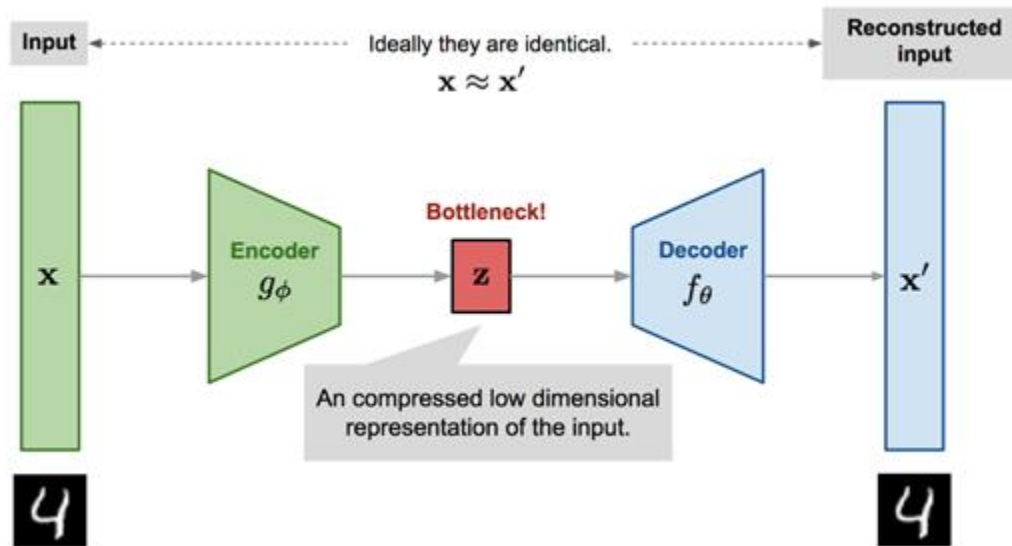 Input
Ideally they are identical.
x ≈ x′
Reconstructed
input
Bottleneck!
x
Encoder
gϕ
z
Decoder
fθ
x′
An compressed low dimensional
representation of the input.
4
4